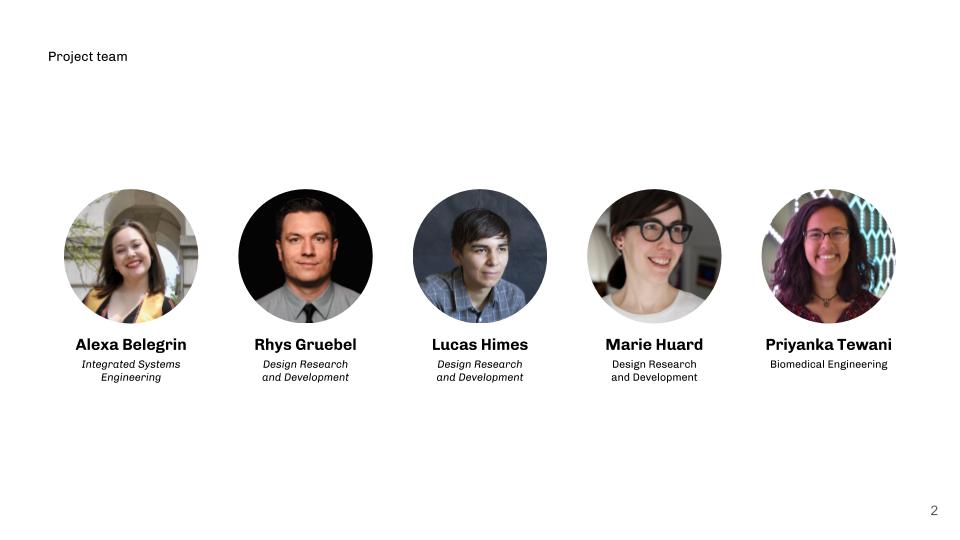 Project team
Alexa Belegrin
Integrated Systems
Engineering
Rhys Gruebel
Design Research
and Development
Lucas Himes
Design Research
and Development
Marie Huard
Design Research
and Development
Priyanka Tewani
Biomedical Engineering
2